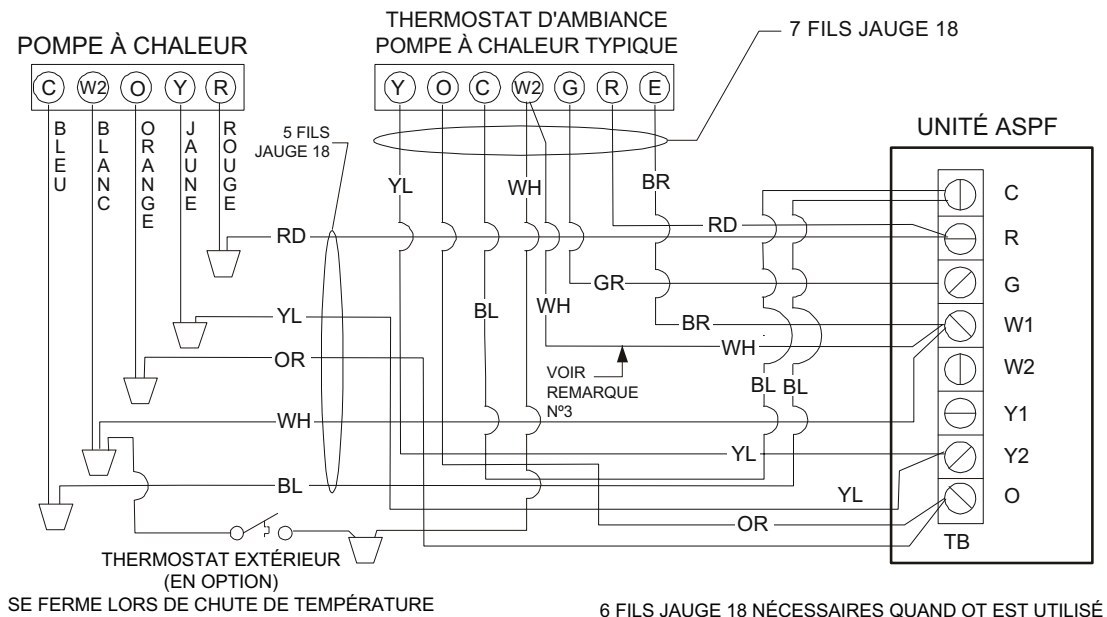 THERMOSTAT D'AMBIANCE
POMPE À CHALEUR TYPIQUE
7 FILS JAUGE 18
POMPE À CHALEUR
C W2 O Y R
Y O C W2 G R E
BLEU
BLANC
ORANGE
JAUNE
ROUGE
5 FILS
JAUGE 18
UNITÉ ASPF
YL
WH
BR
C
RD
RD
R
GR
G
YL
BL
WH
BR
W1
WH
OR
VOIR
REMARQUE
Nº3
BL
BL
W2
WH
Y1
YL
Y2
BL
YL
O
OR
TB
THERMOSTAT EXTÉRIEUR
(EN OPTION)
SE FERME LORS DE CHUTE DE TEMPÉRATURE
6 FILS JAUGE 18 NÉCESSAIRES QUAND OT EST UTILISÉ